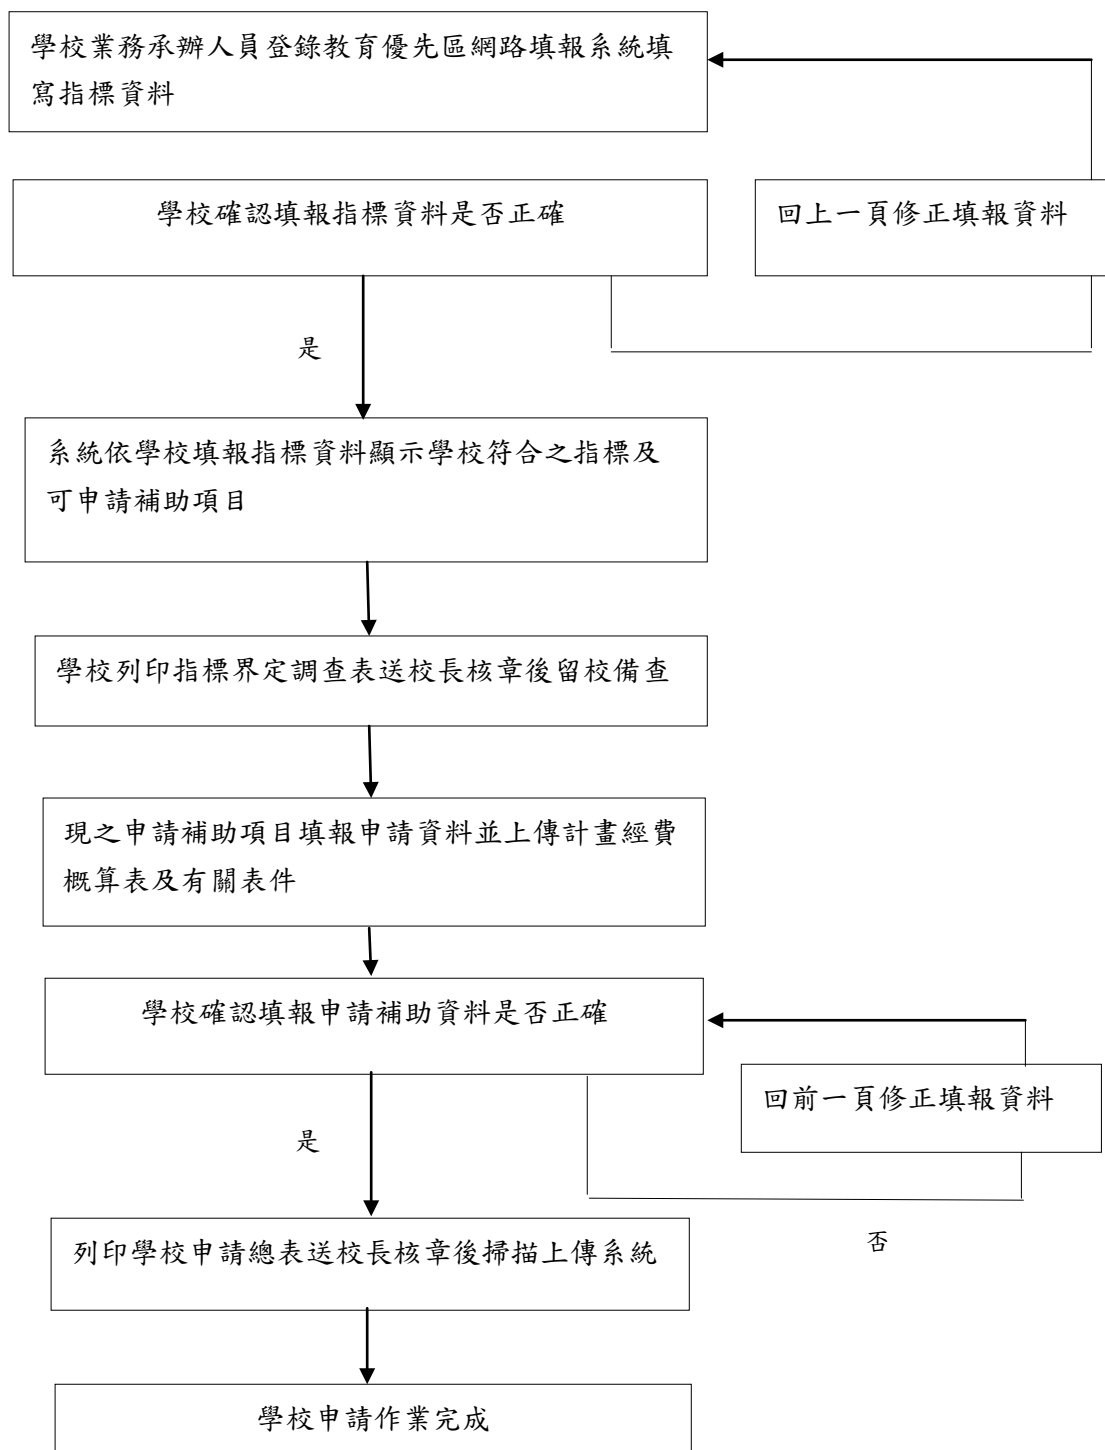 學校業務承辦人員登錄教育優先區網路填報系統填
寫指標資料
學校確認填報指標資料是否正確
回上一頁修正填報資料
是
系統依學校填報指標資料顯示學校符合之指標及
可申請補助項目
學校列印指標界定調查表送校長核章後留校備查
現之申請補助項目填報申請資料並上傳計畫經費
概算表及有關表件
學校確認填報申請補助資料是否正確
回前一頁修正填報資料
是
列印學校申請總表送校長核章後掃描上傳系統
否
學校申請作業完成